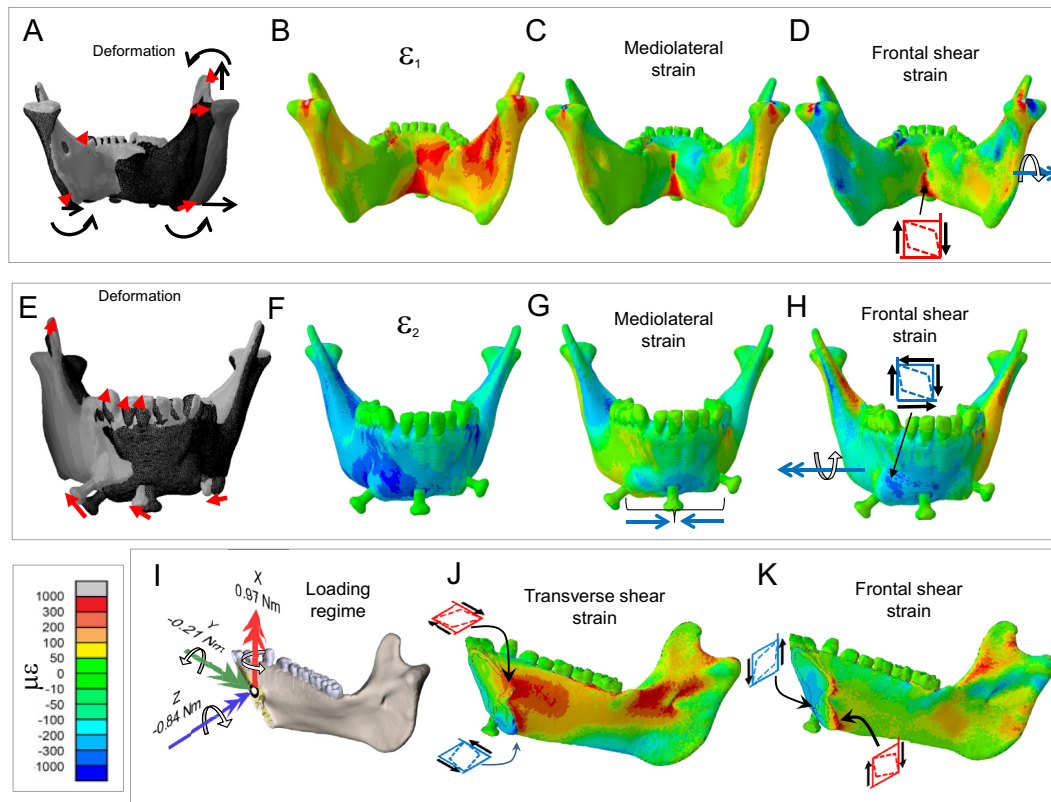 A
Deformation
B
ε1
C
Mediolateral
strain
D
Frontal shear
strain
E
Deformation
F
ε2
G
Mediolateral
strain
H
Frontal shear
strain
με
1000
300
200
100
50
0
-10
-50
-100
-200
-300
1000
I
Loading
regime
X
0.97 Nm
Y
-0.21 Nm
Z
-0.84 Nm
J
Transverse shear
strain
K
Frontal shear
strain